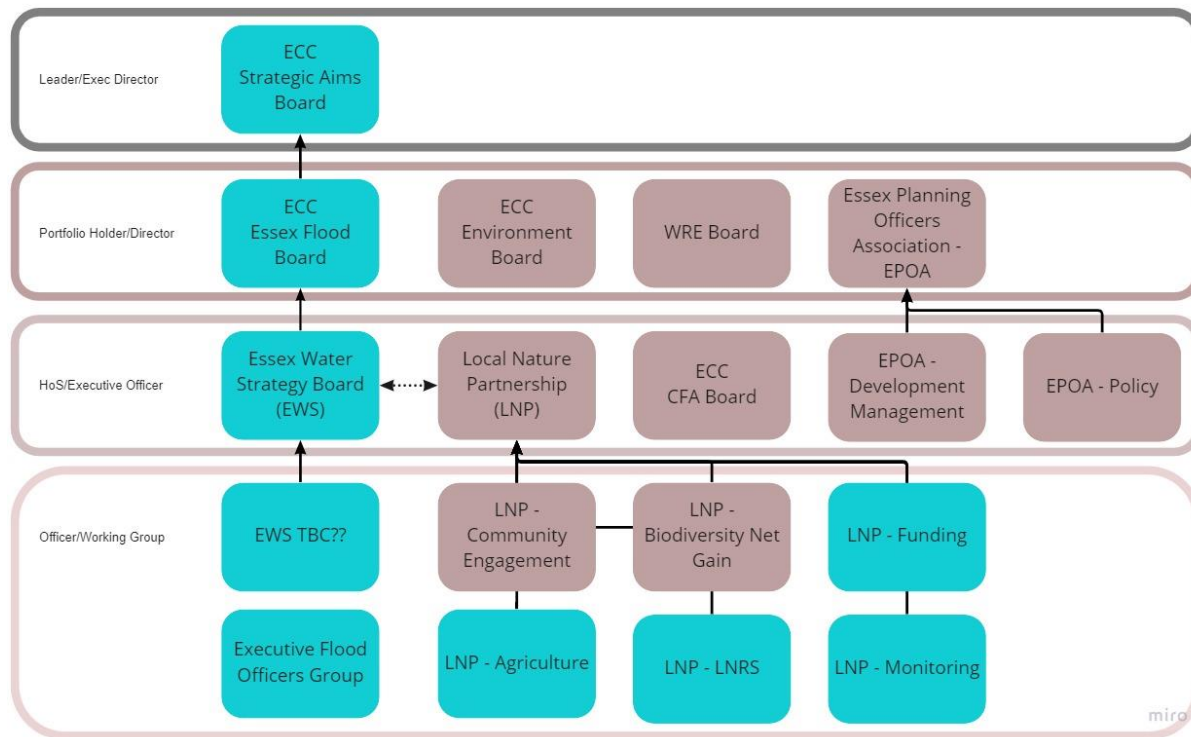 Leader/Exec Director
ECC
Strategic Aims
Board
Portfolio Holder/Director
ECC
Essex Flood
Board
ECC
Environment
Board
WRE Board
Essex Planning
Officers
Association -
EPOA
HoS/Executive Officer
Essex Water
Strategy Board
(EWS)
Local Nature
Partnership
(LNP)
ECC
CFA Board
EPOA -
Development
Management
EPOA - Policy
Officer/Working Group
EWS TBC??
LNP -
Community
Engagement
LNP -
Biodiversity Net
Gain
LNP - Funding
Executive Flood
Officers Group
LNP - Agriculture
LNP - LNRS
LNP - Monitoring
miro